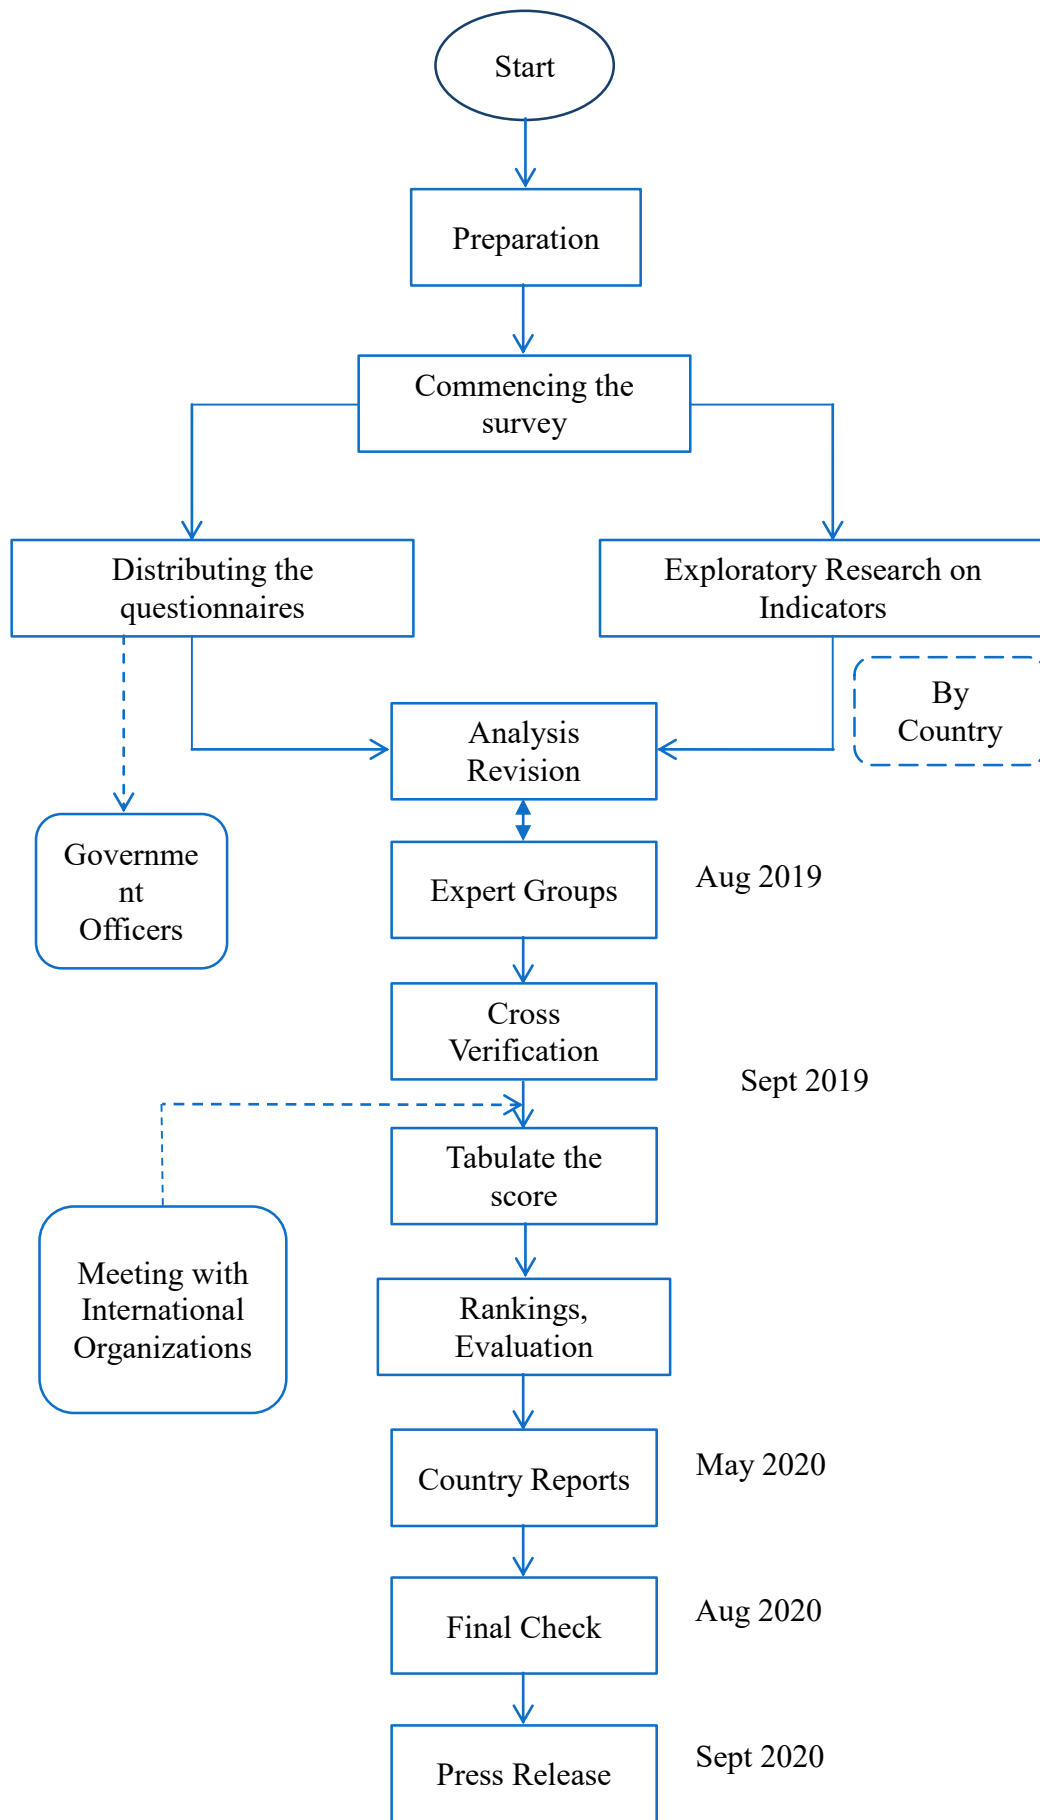 Start
Preparation
Commencing the
survey
Distributing the
questionnaires
Exploratory Research on
Indicators
By
Country
Analysis
Revision
Governme
nt
Officers
Expert Groups
Aug 2019
Cross
Verification
Sept 2019
Tabulate the
score
Meeting with
International
Organizations
Rankings,
Evaluation
Country Reports
May 2020
Final Check
Aug 2020
Press Release
Sept 2020